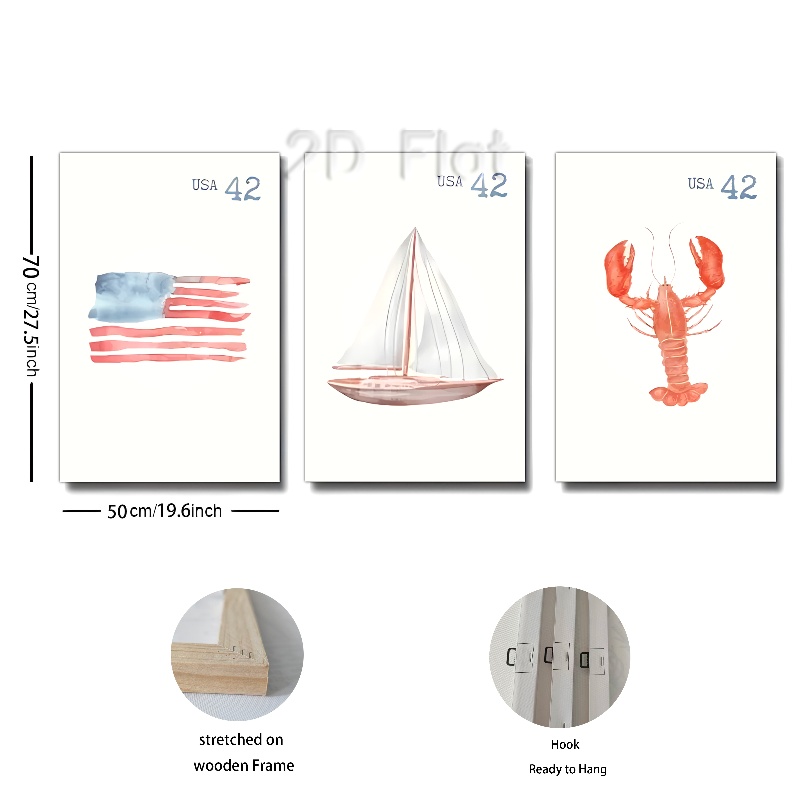 2D Flat
USA 42
USA 42
USA 42
70 cm/27.5inch
50cm/19.6inch
stretched on
wooden Frame
Hook
Ready to Hang